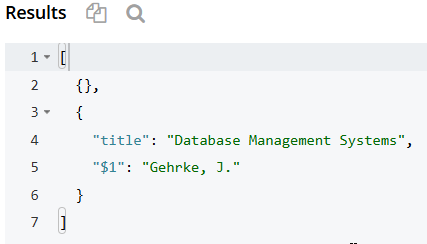 Results
1 [
2 {},
3 {
4 "title": "Database Management Systems",
5 "$1": "Gehrke, J."
6 }
7 ]